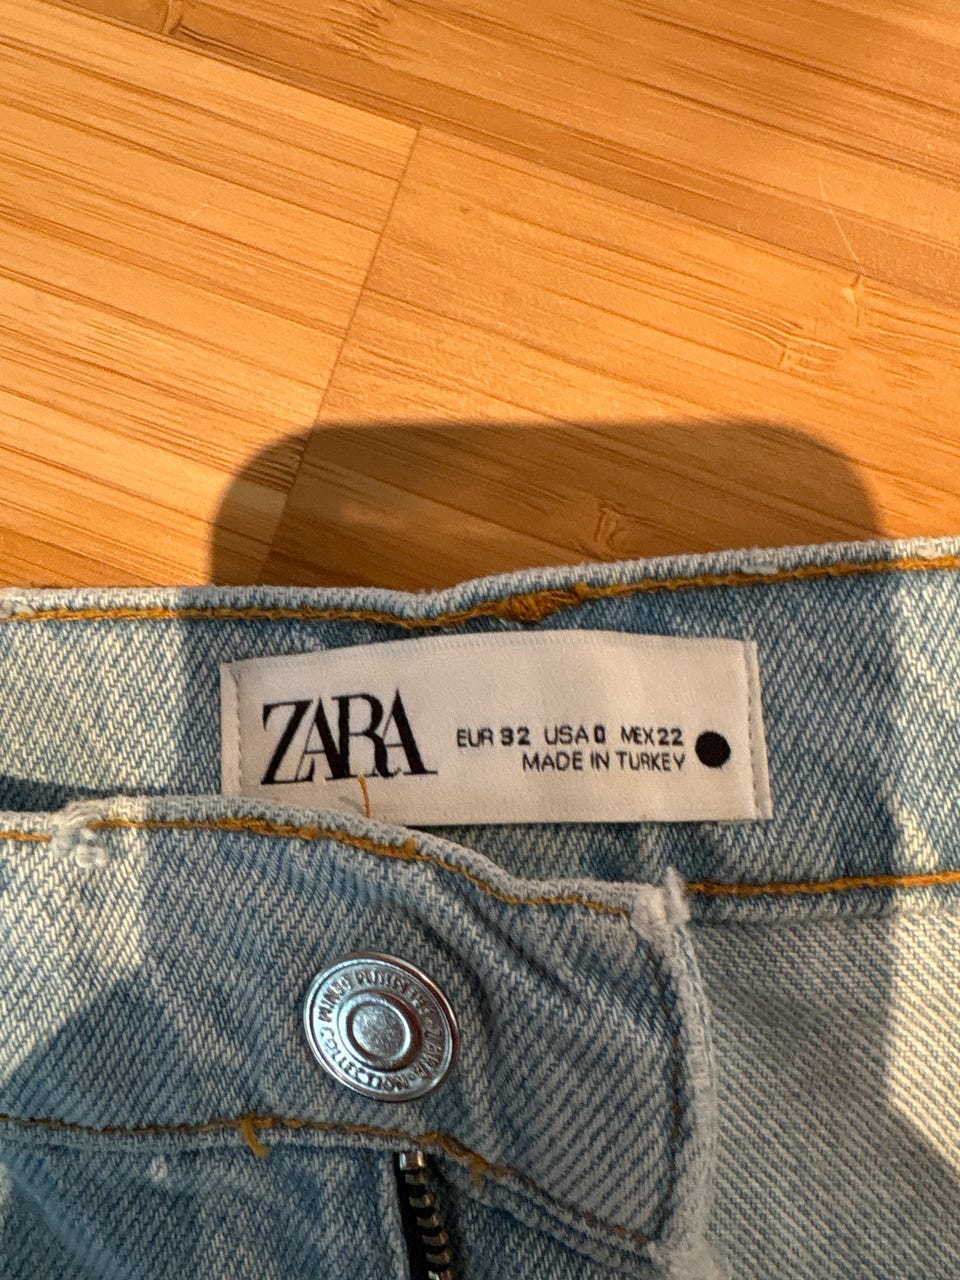 ZARA
EUR 32 USA 0 MEX 22
MADE IN TURKEY